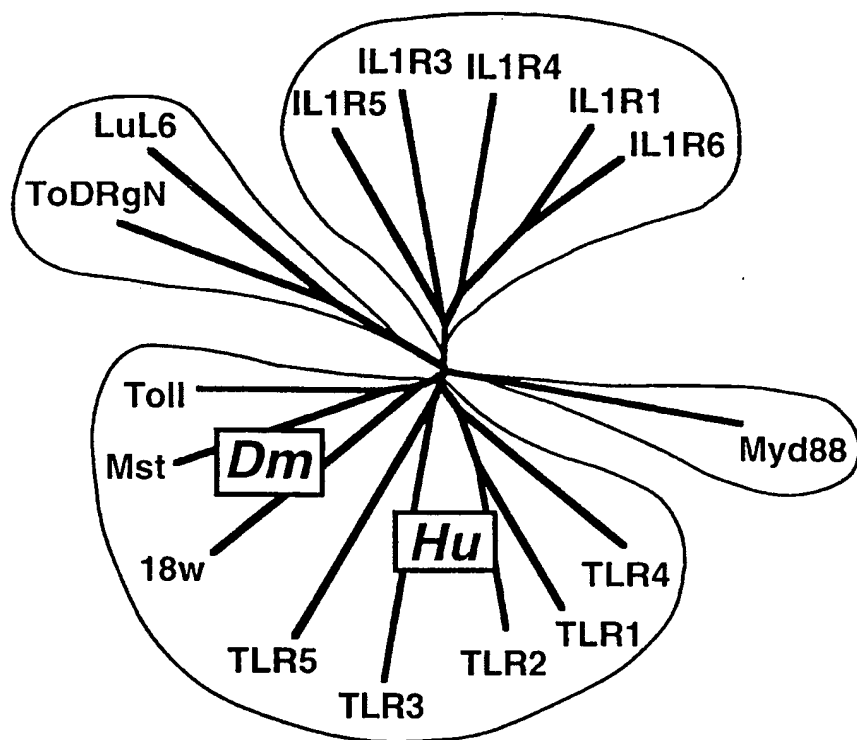 IL1R3
IL1R4
IL1R5
IL1R1
LuL6
IL1R6
ToDRgN
Toll
Myd88
Mst
Dm
Hu
18w
TLR4
TLR1
TLR5
TLR2
TLR3